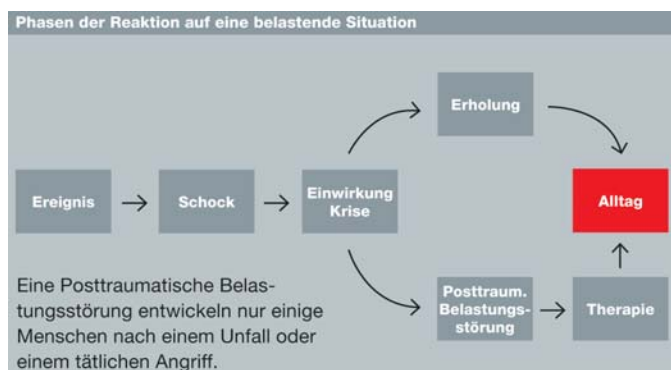 Phasen der Reaktion auf eine belastende Situation
Erholung
Ereignis
Schock
Einwirkung
Krise
Alltag
Posttraum.
Belastungs-
störung
Therapie
Eine Posttraumatische Belas-
tungsstörung entwickeln nur einige
Menschen nach einem Unfall oder
einem tätlichen Angriff.